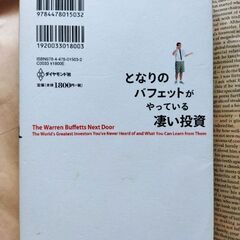 9784478015032
1920033018003
ISBN978-4-478-01503-2
C0033 ¥1800E
ダイヤモンド社
定価(本体1800円+税)
となりの
バフェットが
やっている
凄い投資
The Warren Buffetts Next Door
The World's Greatest Investors You've Never Heard of and What You Can Learn From Them